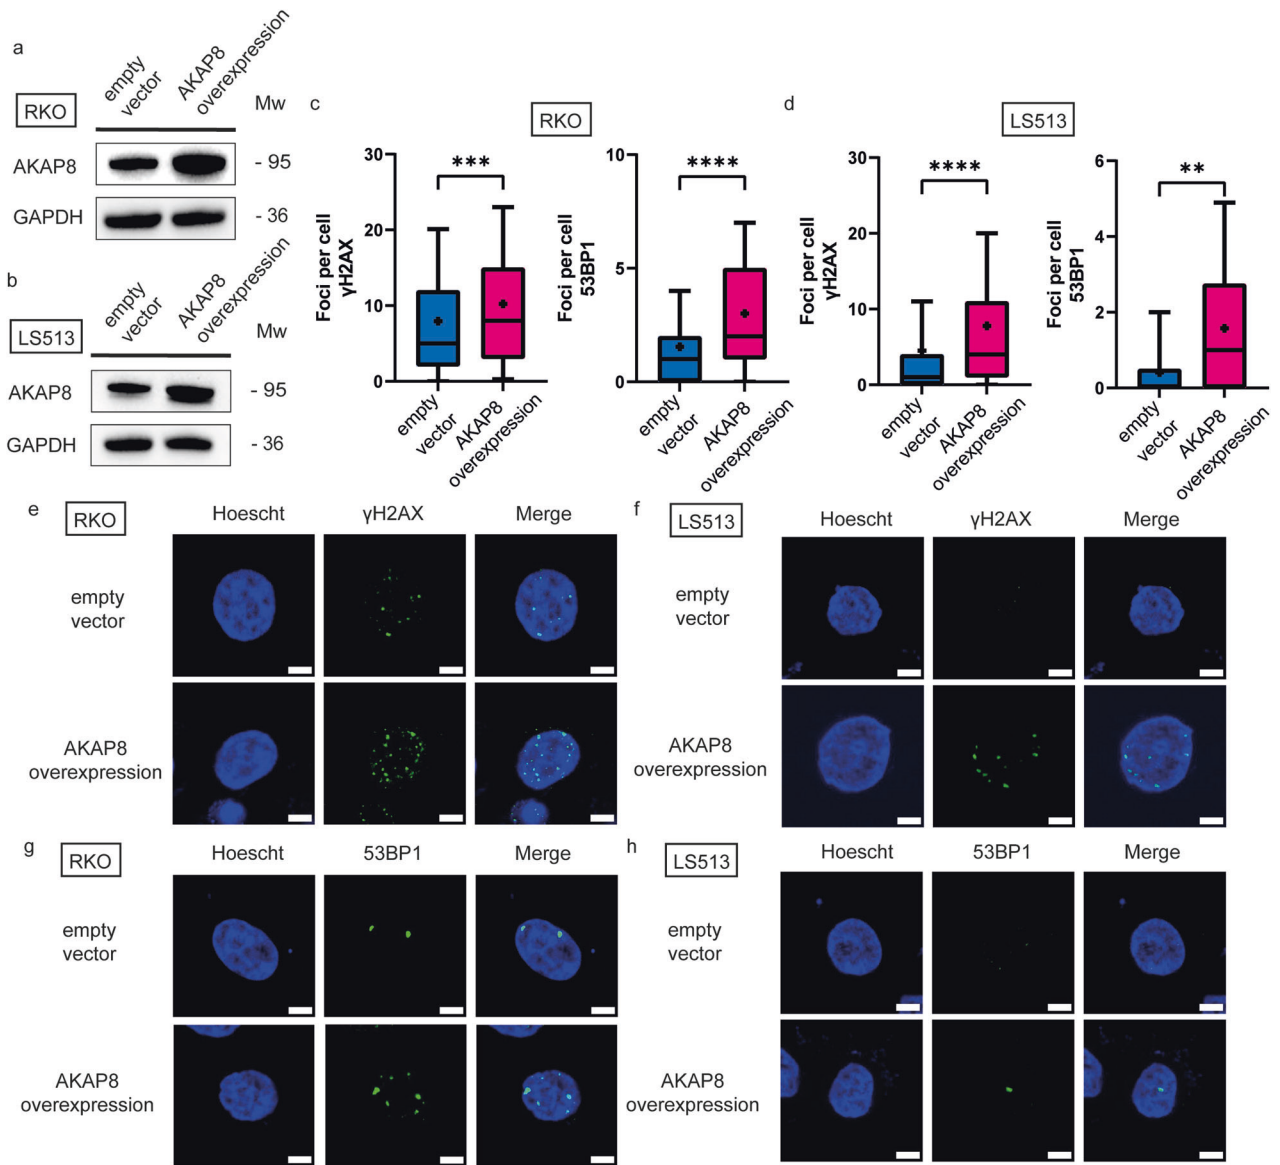 a
empty
vector
AKAP8
overexpression
Mw
RKO
AKAP8
- 95
GAPDH
- 36
b
empty
vector
AKAP8
overexpression
Mw
LS513
AKAP8
- 95
GAPDH
- 36
c
RKO
Foci per cell
γH2AX
30
20
10
0
***
empty
vector
AKAP8
overexpression
Foci per cell
53BP1
10
5
0
****
empty
vector
AKAP8
overexpression
d
LS513
Foci per cell
γH2AX
30
20
10
0
****
empty
vector
AKAP8
overexpression
Foci per cell
53BP1
6
4
2
0
**
empty
vector
AKAP8
overexpression
e
RKO
Hoescht γH2AX Merge
empty
vector
AKAP8
overexpression
f
LS513
Hoescht γH2AX Merge
empty
vector
AKAP8
overexpression
g
RKO
Hoescht 53BP1 Merge
empty
vector
AKAP8
overexpression
h
LS513
Hoescht 53BP1 Merge
empty
vector
AKAP8
overexpression